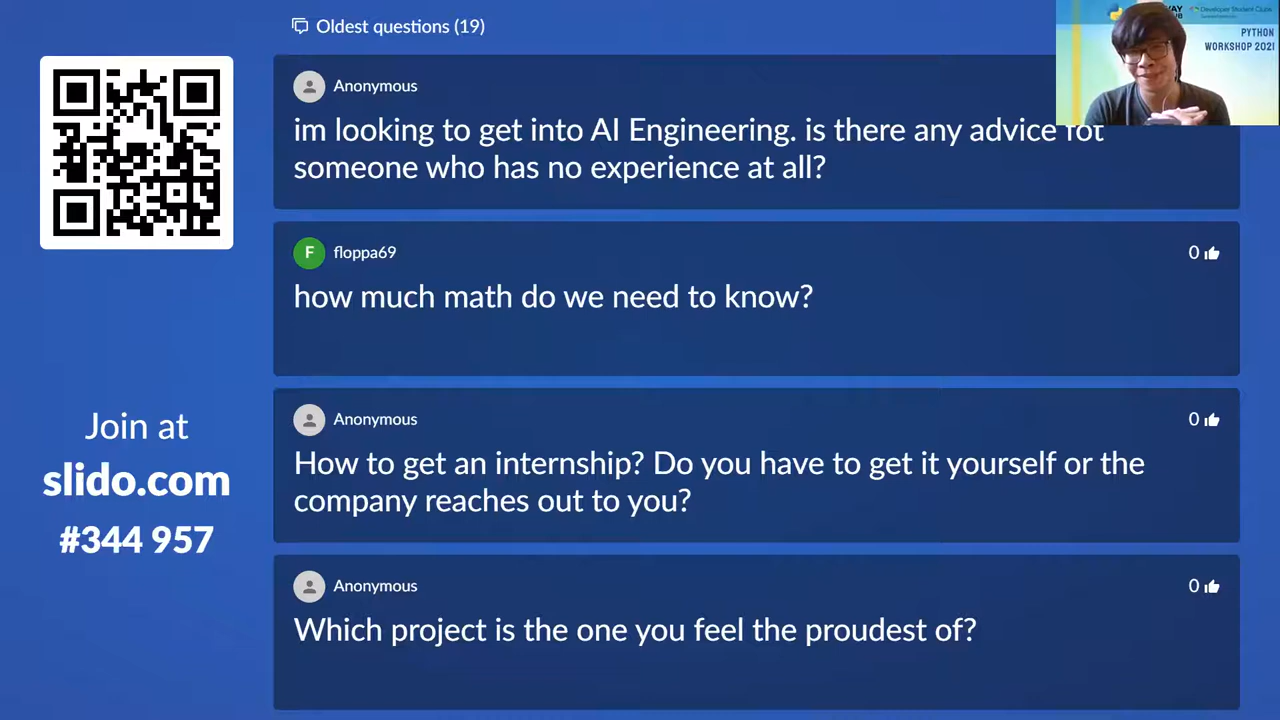 Oldest questions (19)
Anonymous
im looking to get into AI Engineering. is there any advice fot
someone who has no experience at all?
F
floppa69
0
how much math do we need to know?
Anonymous
0
How to get an internship? Do you have to get it yourself or the
company reaches out to you?
Anonymous
0
Which project is the one you feel the proudest of?
Join at
slido.com
#344 957
Developer Student Clubs
PYTHON
WORKSHOP 2021